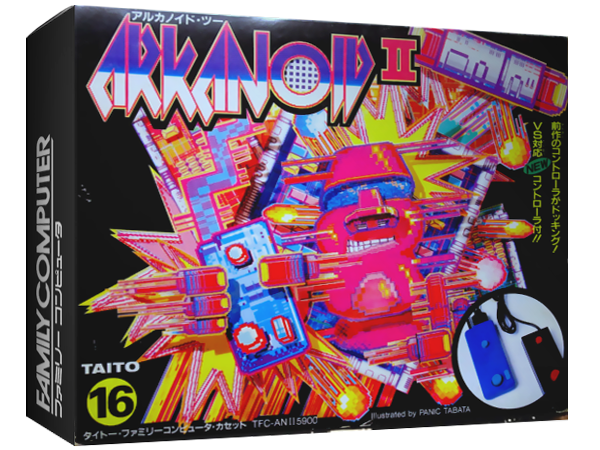 アルカノイド・ツー
ARKANOID II
前作のコントローラがドッキング!
VS対応 NEW コントローラ付!!
FAMILY COMPUTER
ファミリー コンピュータ
TAITO
16
タイトー・ファミリーコンピュータ・カセット TFC-ANII5900
Illustrated by PANIC TABATA